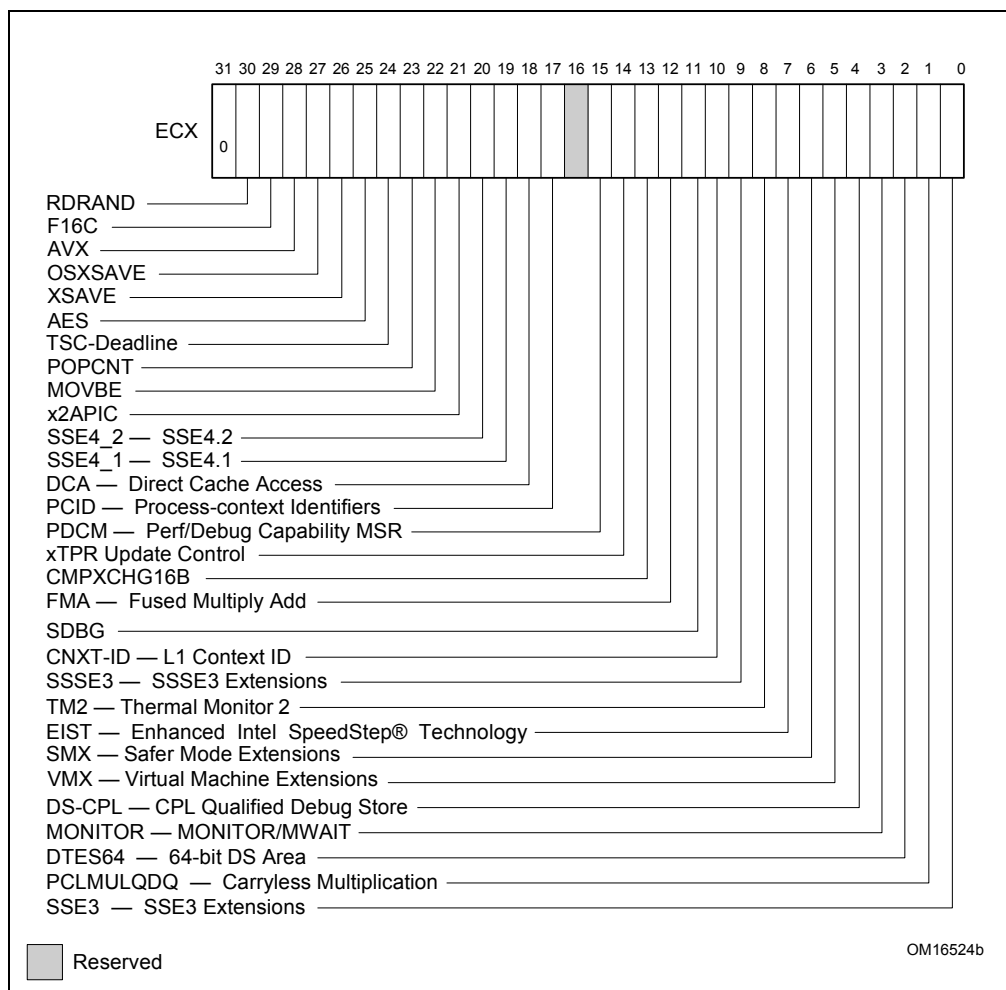 31 30 29 28 27 26 25 24 23 22 21 20 19 18 17 16 15 14 13 12 11 10 9 8 7 6 5 4 3 2 1 0
ECX
0
RDRAND
F16C
AVX
OSXSAVE
XSAVE
AES
TSC-Deadline
POPCNT
MOVBE
x2APIC
SSE4_2 — SSE4.2
SSE4_1 — SSE4.1
DCA — Direct Cache Access
PCID — Process-context Identifiers
PDCM — Perf/Debug Capability MSR
xTPR Update Control
CMPXCHG16B
FMA — Fused Multiply Add
SDBG
CNXT-ID — L1 Context ID
SSSE3 — SSSE3 Extensions
TM2 — Thermal Monitor 2
EIST — Enhanced Intel SpeedStep® Technology
SMX — Safer Mode Extensions
VMX — Virtual Machine Extensions
DS-CPL — CPL Qualified Debug Store
MONITOR — MONITOR/MWAIT
DTES64 — 64-bit DS Area
PCLMULQDQ — Carryless Multiplication
SSE3 — SSE3 Extensions
Reserved
OM16524b